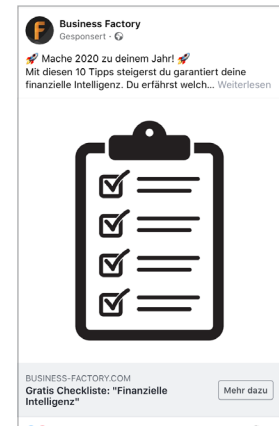 Business Factory
Gesponsert ·
🚀 Mache 2020 zu deinem Jahr! 🚀
Mit diesen 10 Tipps steigerst du garantiert deine
finanzielle Intelligenz. Du erfährst welch... Weiterlesen
BUSINESS-FACTORY.COM
Gratis Checkliste: "Finanzielle
Intelligenz"
Mehr dazu